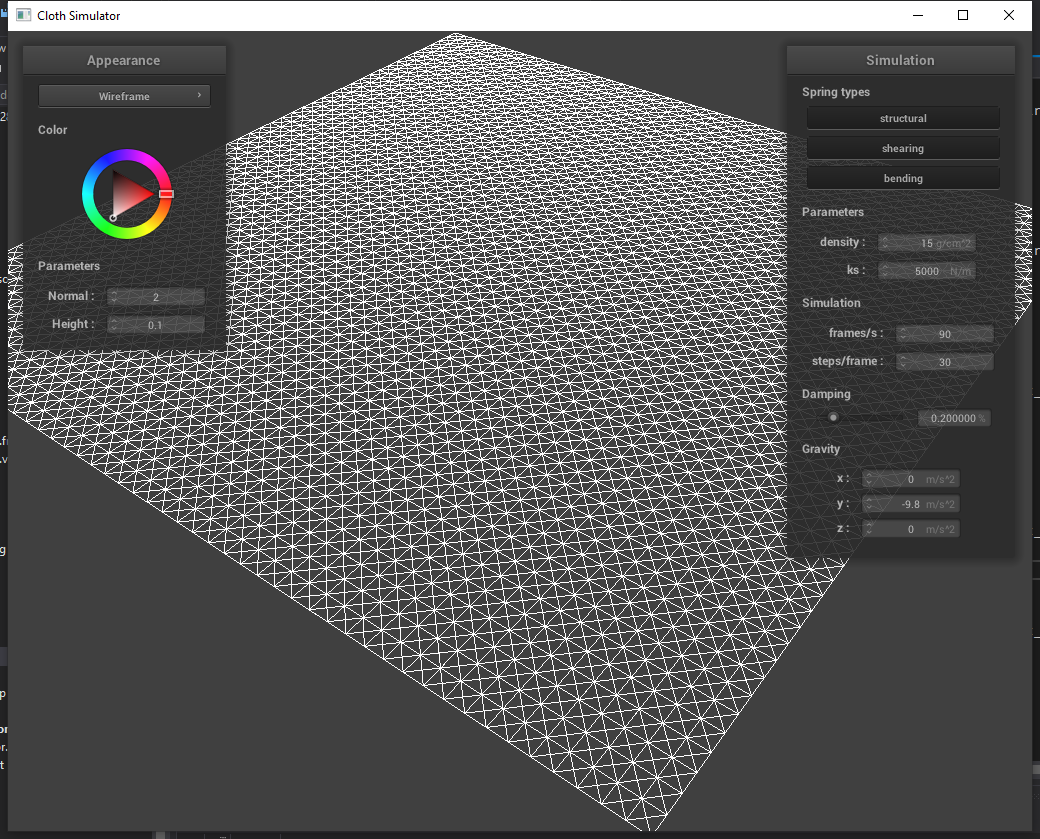 Cloth Simulator
Appearance
Wireframe
Color
Parameters
Normal : 2
Height : 0.1
Simulation
Spring types
structural
shearing
bending
Parameters
density : 15 g/cm^2
ks : 5000 N/m
Simulation
frames/s : 90
steps/frame : 30
Damping
0.200000 %
Gravity
x : 0 m/s^2
y : -9.8 m/s^2
z : 0 m/s^2